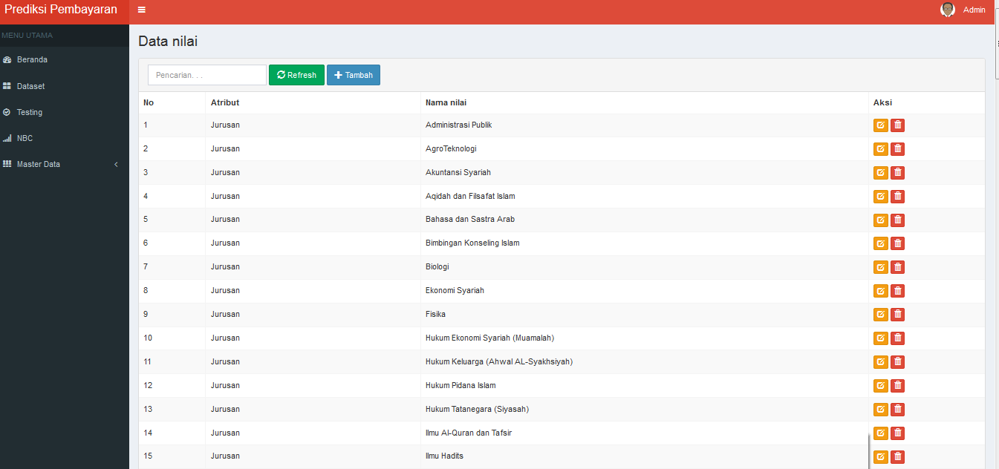 Prediksi Pembayaran
Admin
MENU UTAMA
Beranda
Dataset
Testing
NBC
Master Data
Data nilai
Pencarian. . .
Refresh
Tambah
No Atribut Nama nilai Aksi
1 Jurusan Administrasi Publik
2 Jurusan AgroTeknologi
3 Jurusan Akuntansi Syariah
4 Jurusan Aqidah dan Filsafat Islam
5 Jurusan Bahasa dan Sastra Arab
6 Jurusan Bimbingan Konseling Islam
7 Jurusan Biologi
8 Jurusan Ekonomi Syariah
9 Jurusan Fisika
10 Jurusan Hukum Ekonomi Syariah (Muamalah)
11 Jurusan Hukum Keluarga (Ahwal AL-Syakhsiyah)
12 Jurusan Hukum Pidana Islam
13 Jurusan Hukum Tatanegara (Siyasah)
14 Jurusan Ilmu Al-Quran dan Tafsir
15 Jurusan Ilmu Hadits